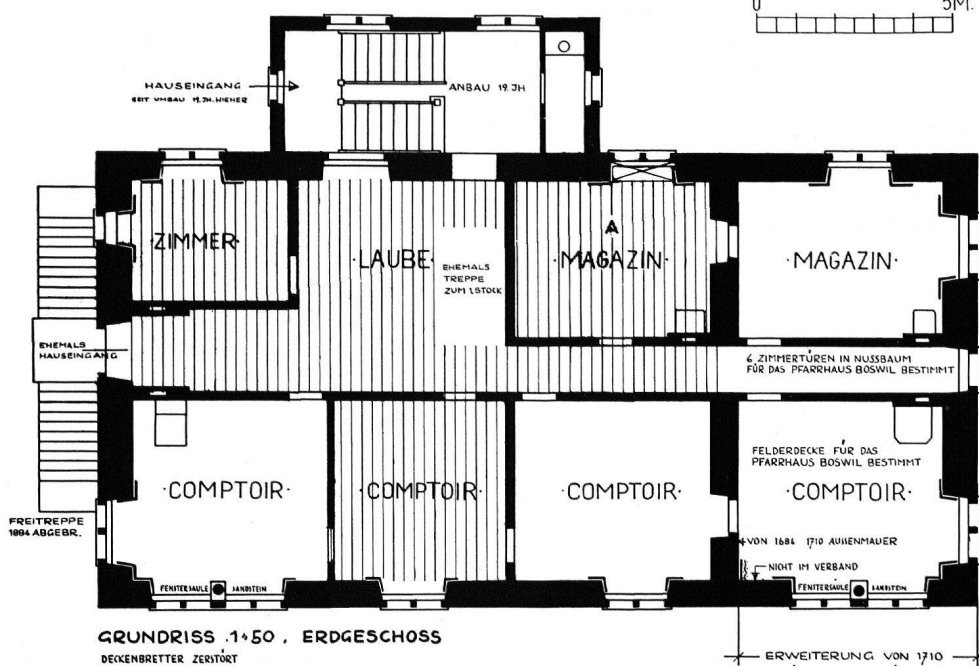 0 5M.
HAUSEINGANG
SEIT UMBAU 19.JH. HIEHER
ANBAU 19.JH
·ZIMMER·
·LAUBE·
EHEMALS
TREPPE
ZUM 1.STOCK
A
·MAGAZIN·
·MAGAZIN·
EHEMALS
HAUSEINGANG
6 ZIMMERTÜREN IN NUSSBAUM
FÜR DAS PFARRHAUS BOSWIL BESTIMMT
FELDERDECKE FÜR DAS
PFARRHAUS BOSWIL BESTIMMT
·COMPTOIR·
·COMPTOIR·
·COMPTOIR·
·COMPTOIR·
FREITREPPE
1884 ABGEBR.
VON 1684 1710 AUSSENMAUER
NICHT IM VERBAND
FENSTERSÄULE SANDSTEIN
FENSTERSÄULE SANDSTEIN
GRUNDRISS . 1:50 . ERDGESCHOSS
DECKENBRETTER ZERSTÖRT
ERWEITERUNG VON 1710